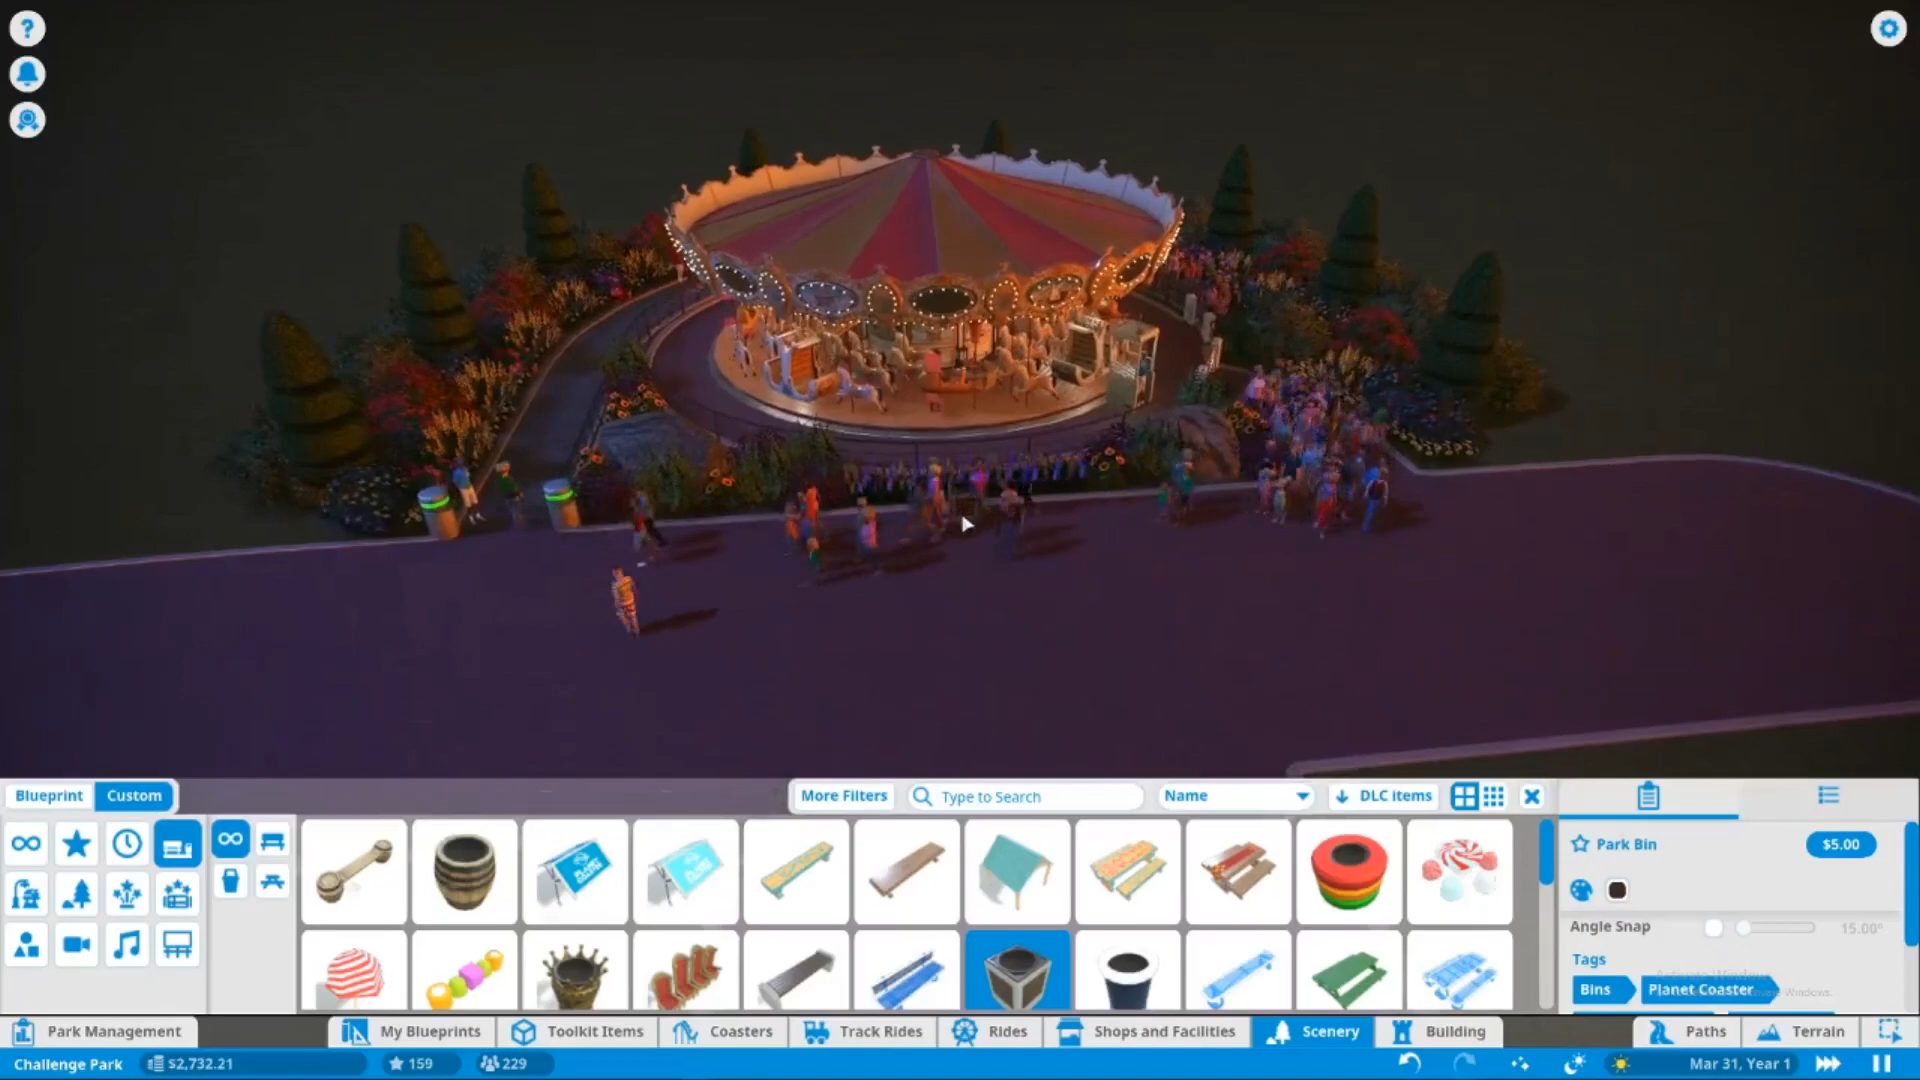 Blueprint Custom More Filters Type to Search Name DLC items
Park Bin $5.00
Angle Snap 15.00°
Tags
Bins Planet Coaster
Activate Windows
Park Management My Blueprints Toolkit Items Coasters Track Rides Rides Shops and Facilities Scenery Building Paths Terrain
Challenge Park $2,732.21 159 229 Mar 31, Year 1